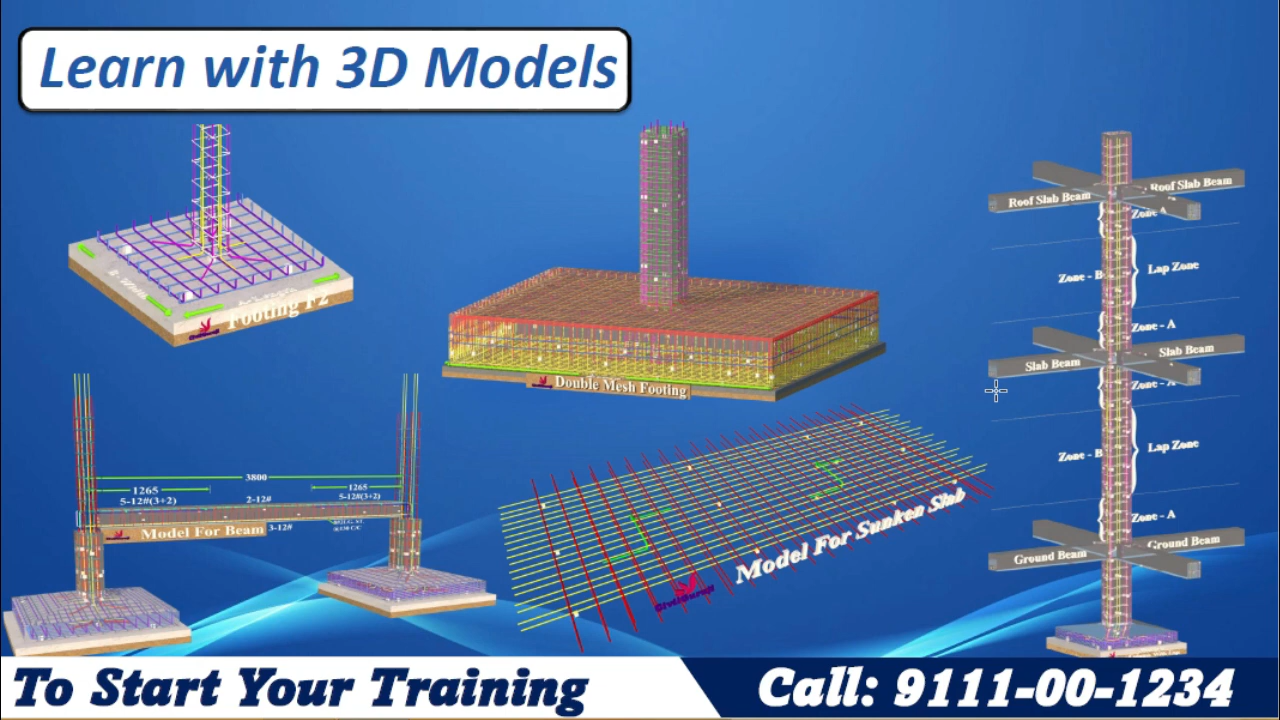 Learn with 3D Models
Footing F2
Double Mesh Footing
Roof Slab Beam
Roof Slab Beam
Zone - A
Zone - B
Lap Zone
Zone - A
Slab Beam
Slab Beam
Zone - A
Zone - B
Lap Zone
Zone - A
Ground Beam
Ground Beam
3800
1265
1265
5-12#(3+2)
2-12#
5-12#(3+2)
Model For Beam
3-12#
Model For Sunken Slab
CivilGuruji
To Start Your Training
Call: 9111-00-1234